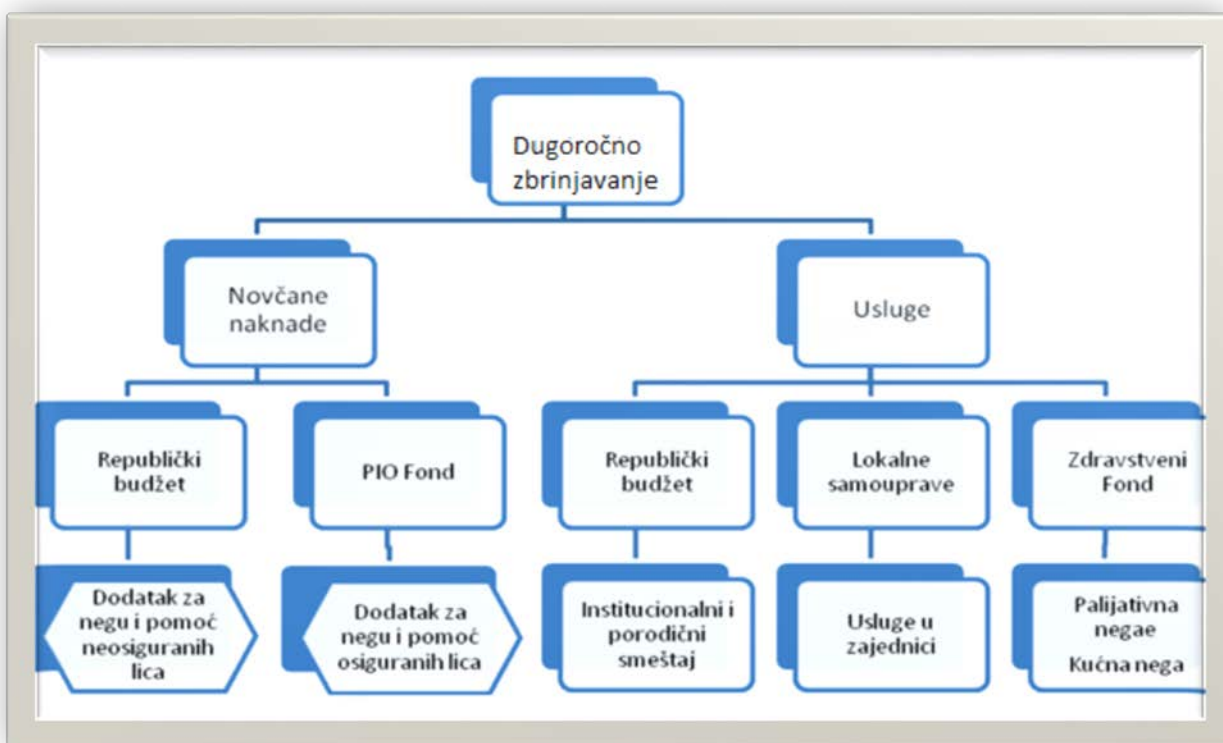 Dugoročno
zbrinjavanje
Novčane
naknade
Usluge
Republički
budžet
PIO Fond
Republički
budžet
Lokalne
samouprave
Zdravstveni
Fond
Dodatak za
negu i pomoć
neosiguranih
lica
Dodatak za
negu i pomoć
osiguranih lica
Institucionalni i
porodični
smeštaj
Usluge u
zajednici
Palijativna
negae
Kućna nega